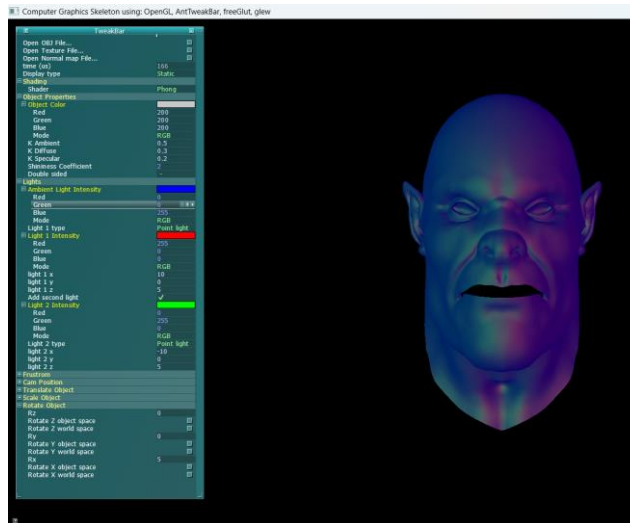 Computer Graphics Skeleton using: OpenGL, AntTweakBar, freeGlut, glew
TweakBar
Open OBJ File...
Open Texture File...
Open Normal map File...
time (us) 166
Display type Static
Shading
Shader Phong
Object Properties
Object Color
Red 200
Green 200
Blue 200
Mode RGB
K Ambient 0.5
K Diffuse 0.3
K Specular 0.2
Shininess Coefficient 2
Double sided -
Lights
Ambient Light Intensity
Red 0
Green 0
Blue 255
Mode RGB
Light 1 type Point light
Light 1 Intensity
Red 255
Green 0
Blue 0
Mode RGB
light 1 x 10
light 1 y 0
light 1 z 5
Add second light ✓
Light 2 Intensity
Red 0
Green 255
Blue 0
Mode RGB
Light 2 type Point light
light 2 x -10
light 2 y 0
light 2 z 5
Frustrom
Cam Position
Translate Object
Scale Object
Rotate Object
Rz 0
Rotate Z object space
Rotate Z world space
Ry 0
Rotate Y object space
Rotate Y world space
Rx 5
Rotate X object space
Rotate X world space